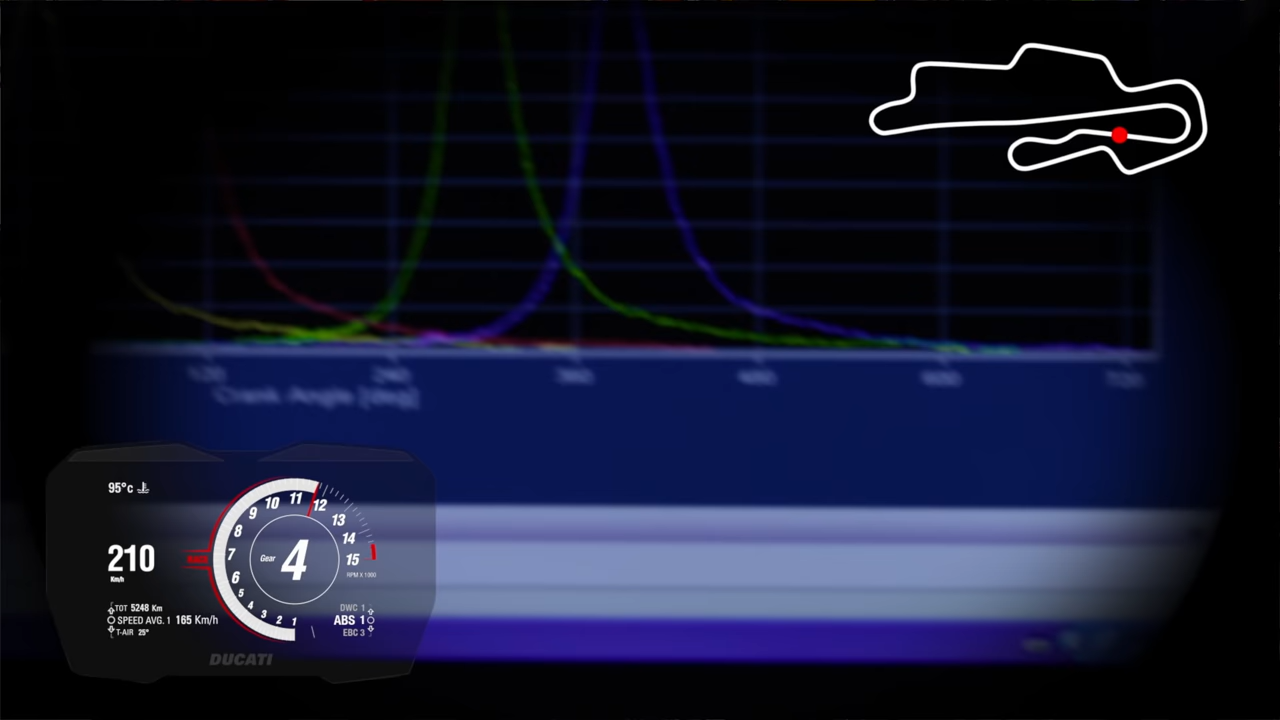 120 240 360 480 600 720
Crank Angle [deg]
95°c
210
Km/h
TOT 5248 Km
SPEED AVG. 1 165 Km/h
T-AIR 25°
RACE
1 2 3 4 5 6 7 8 9 10 11 12 13 14 15
RPM X 1000
Gear 4
DWC 1
ABS 1
EBC 3
DUCATI